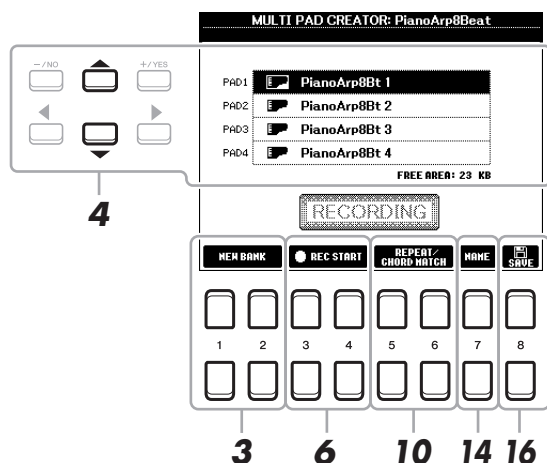 MULTI PAD CREATOR: PianoArp8Beat
-/NO
+/YES
PAD1 PianoArp8Bt 1
PAD2 PianoArp8Bt 2
PAD3 PianoArp8Bt 3
PAD4 PianoArp8Bt 4
FREE AREA: 23 KB
4
RECORDING
NEW BANK
REC START
REPEAT/
CHORD MATCH
NAME
SAVE
1 2 3 4 5 6 7 8
3 6 10 14 16